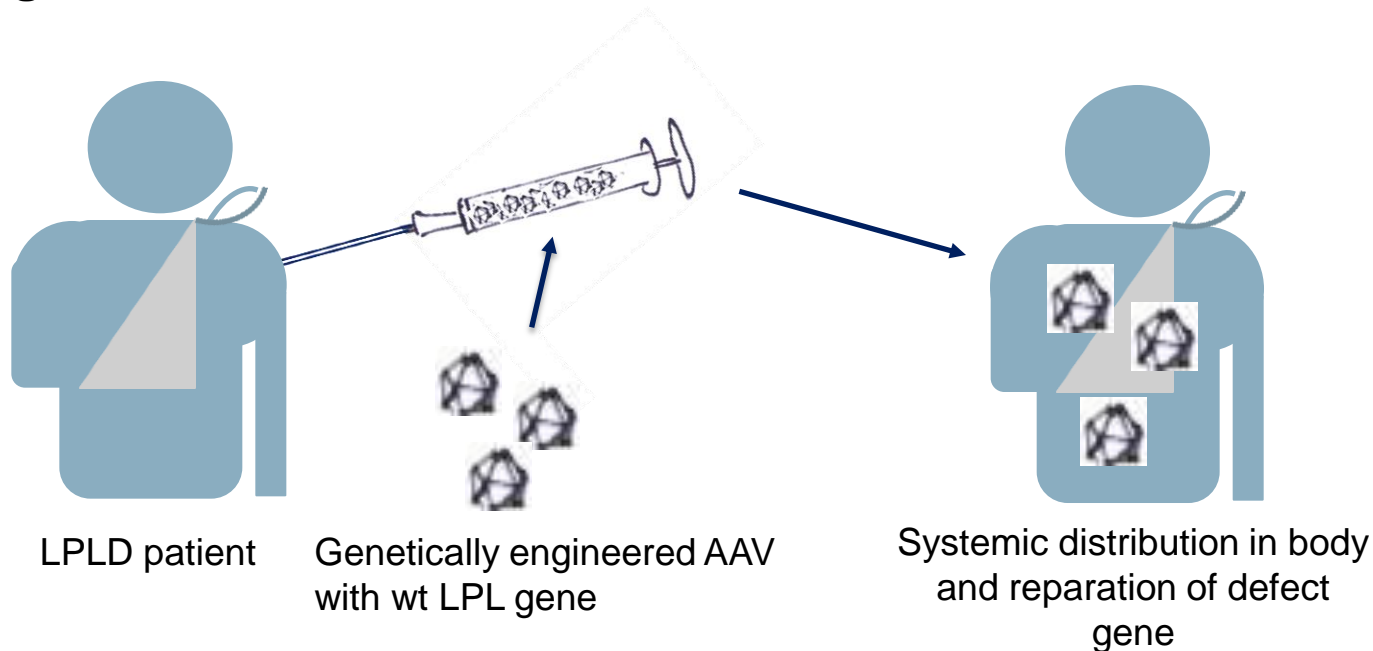 LPLD patient
Genetically engineered AAV
with wt LPL gene
Systemic distribution in body
and reparation of defect
gene